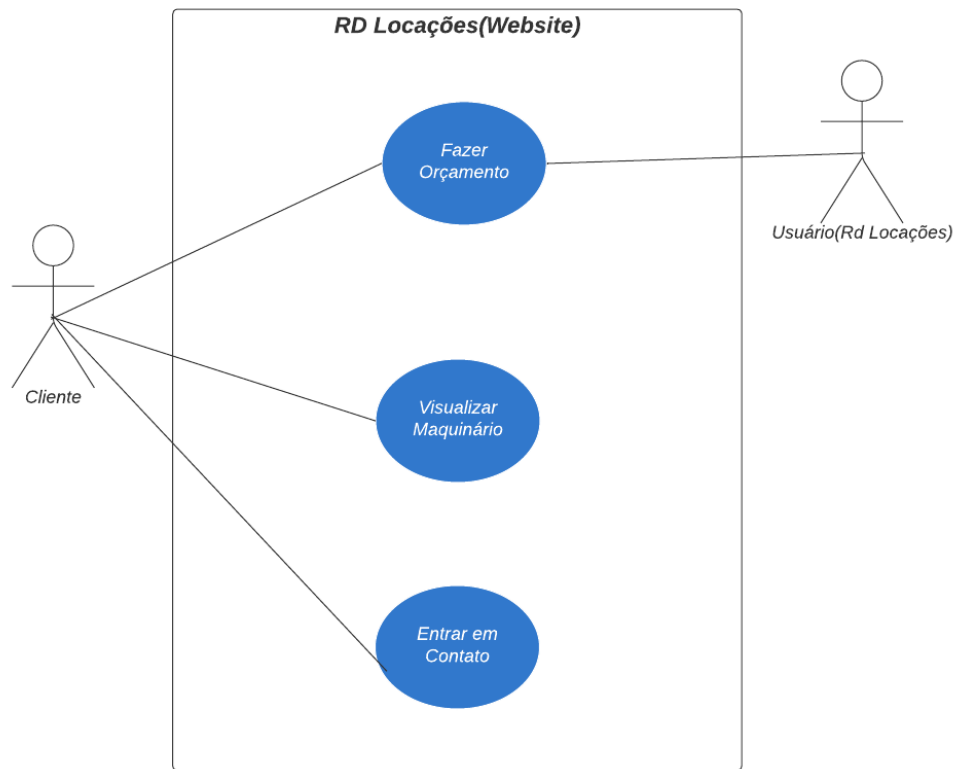 RD Locações(Website)
Fazer
Orçamento
Usuário(Rd Locações)
Cliente
Visualizar
Maquinário
Entrar em
Contato